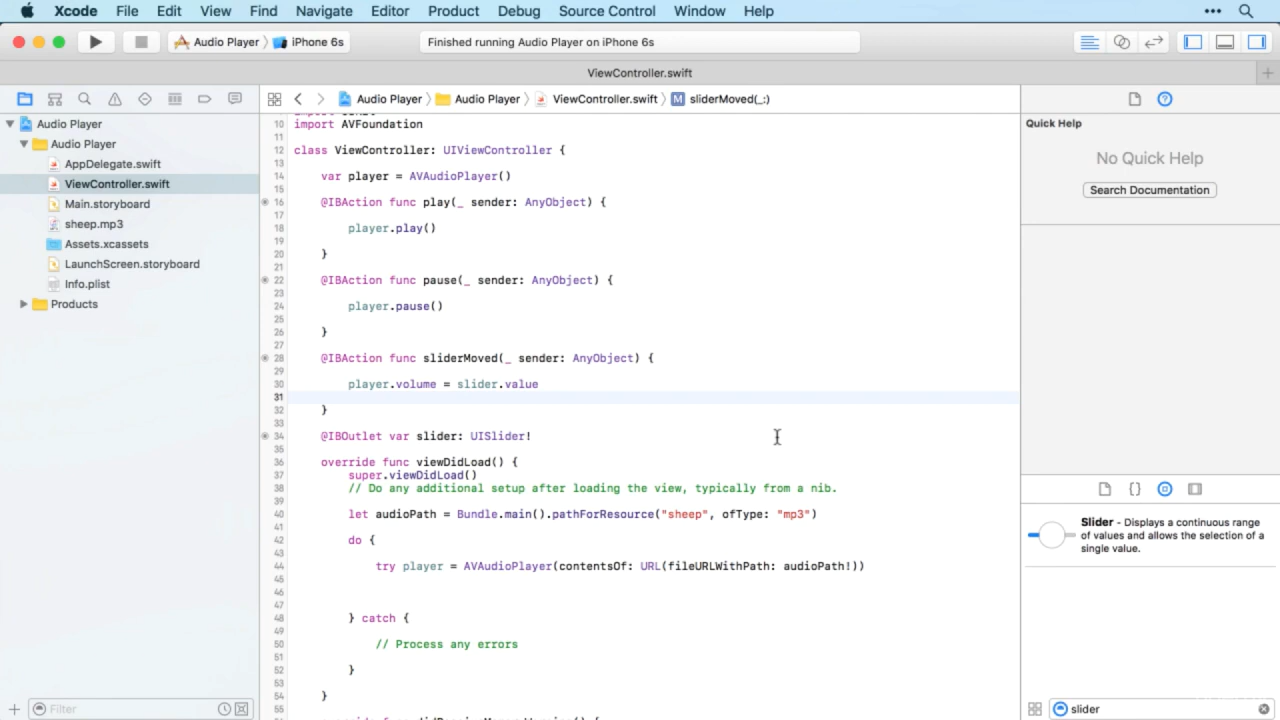 Xcode File Edit View Find Navigate Editor Product Debug Source Control Window Help
Audio Player iPhone 6s
Finished running Audio Player on iPhone 6s
ViewController.swift
Audio Player Audio Player ViewController.swift M sliderMoved(_:)
Audio Player
Audio Player
AppDelegate.swift
ViewController.swift
Main.storyboard
sheep.mp3
Assets.xcassets
LaunchScreen.storyboard
Info.plist
Products
Filter
10 import AVFoundation
11
12 class ViewController: UIViewController {
13
14 var player = AVAudioPlayer()
15
16 @IBAction func play(_ sender: AnyObject) {
17
18 player.play()
19
20 }
21
22 @IBAction func pause(_ sender: AnyObject) {
23
24 player.pause()
25
26 }
27
28 @IBAction func sliderMoved(_ sender: AnyObject) {
29
30 player.volume = slider.value
31
32 }
33
34 @IBOutlet var slider: UISlider!
35
36 override func viewDidLoad() {
37 super.viewDidLoad()
38 // Do any additional setup after loading the view, typically from a nib.
39
40 let audioPath = Bundle.main().pathForResource("sheep", ofType: "mp3")
41
42 do {
43
44 try player = AVAudioPlayer(contentsOf: URL(fileURLWithPath: audioPath!))
45
46
47
48 } catch {
49
50 // Process any errors
51
52 }
53
54 }
55
Quick Help
No Quick Help
Search Documentation
Slider - Displays a continuous range
of values and allows the selection of a
single value.
slider